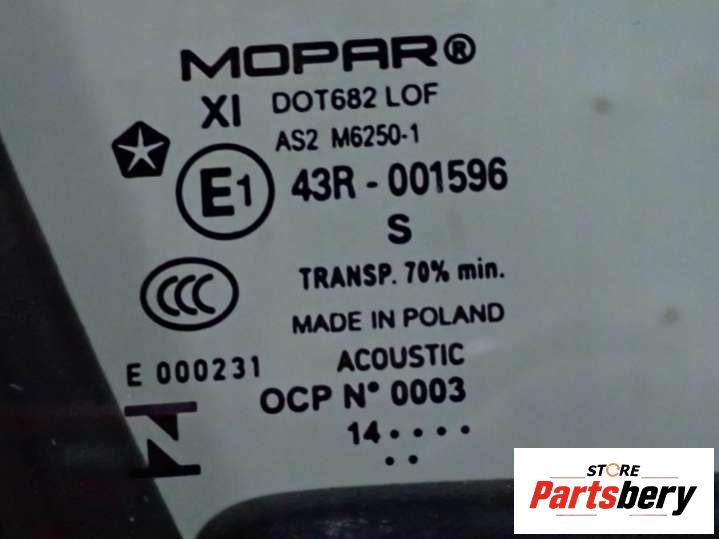 MOPAR®
XI DOT682 LOF
AS2 M6250-1
E1 43R - 001596
S
CCC TRANSP. 70% min.
MADE IN POLAND
E 000231 ACOUSTIC
OCP N° 0003
14 • • • •
• •
STORE
Partsbery